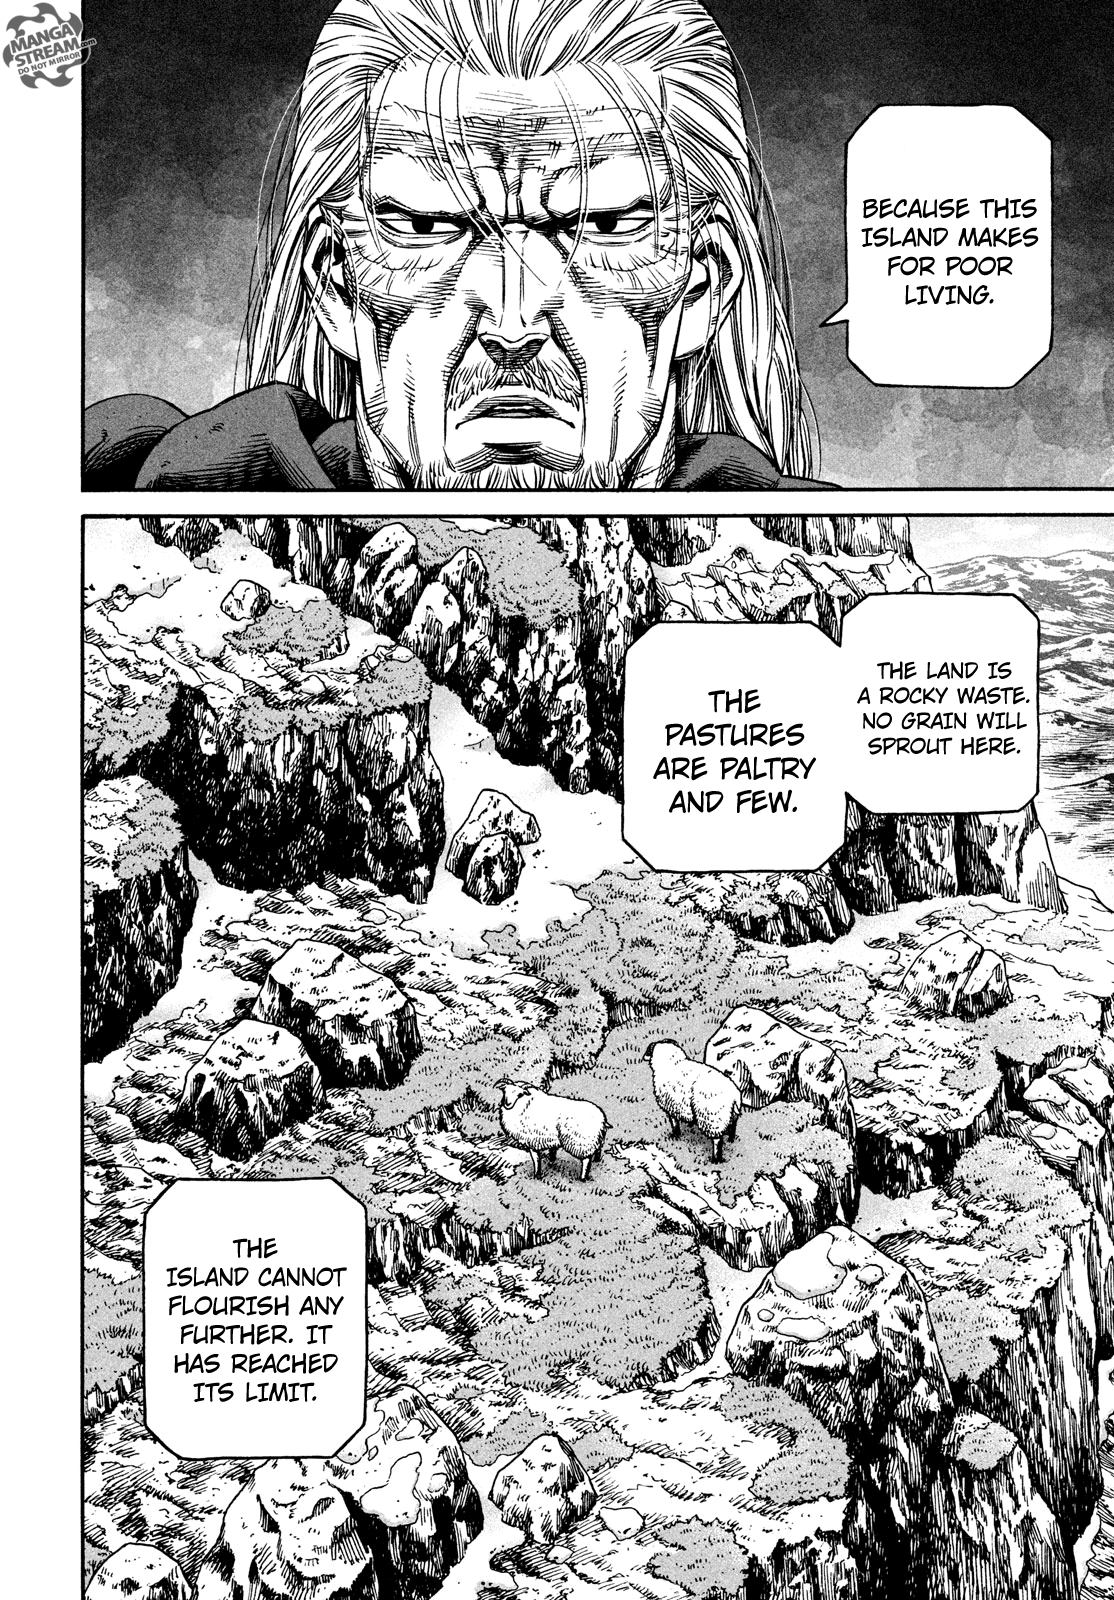 MANGA
STREAM.com
DO NOT MIRROR
BECAUSE THIS
ISLAND MAKES
FOR POOR
LIVING.
THE LAND IS
A ROCKY WASTE.
NO GRAIN WILL
SPROUT HERE.
THE
PASTURES
ARE PALTRY
AND FEW.
THE
ISLAND CANNOT
FLOURISH ANY
FURTHER. IT
HAS REACHED
ITS LIMIT.